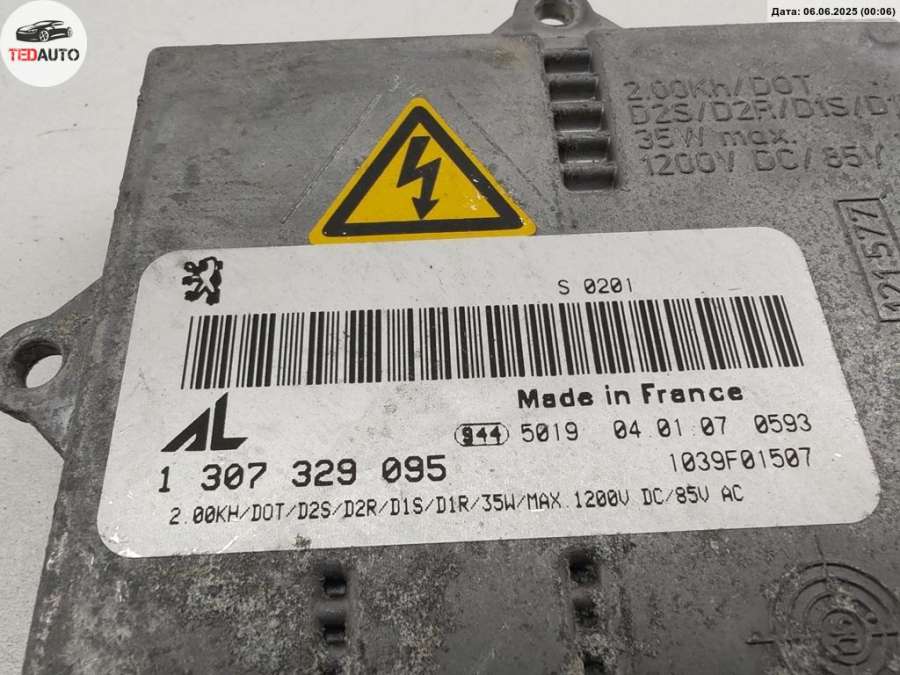 Дата: 06.06.2025 (00:06)
TEDAUTO
2.00Kh/DOT
D2S/D2R/D1S/D1
35W max.
1200V DC/85V
121577
S 0201
Made in France
AL
944 5019 04.01.07 0593
1 307 329 095
1039F01507
2.00KH/DOT/D2S/D2R/D1S/D1R/35W/MAX.1200V DC/85V AC